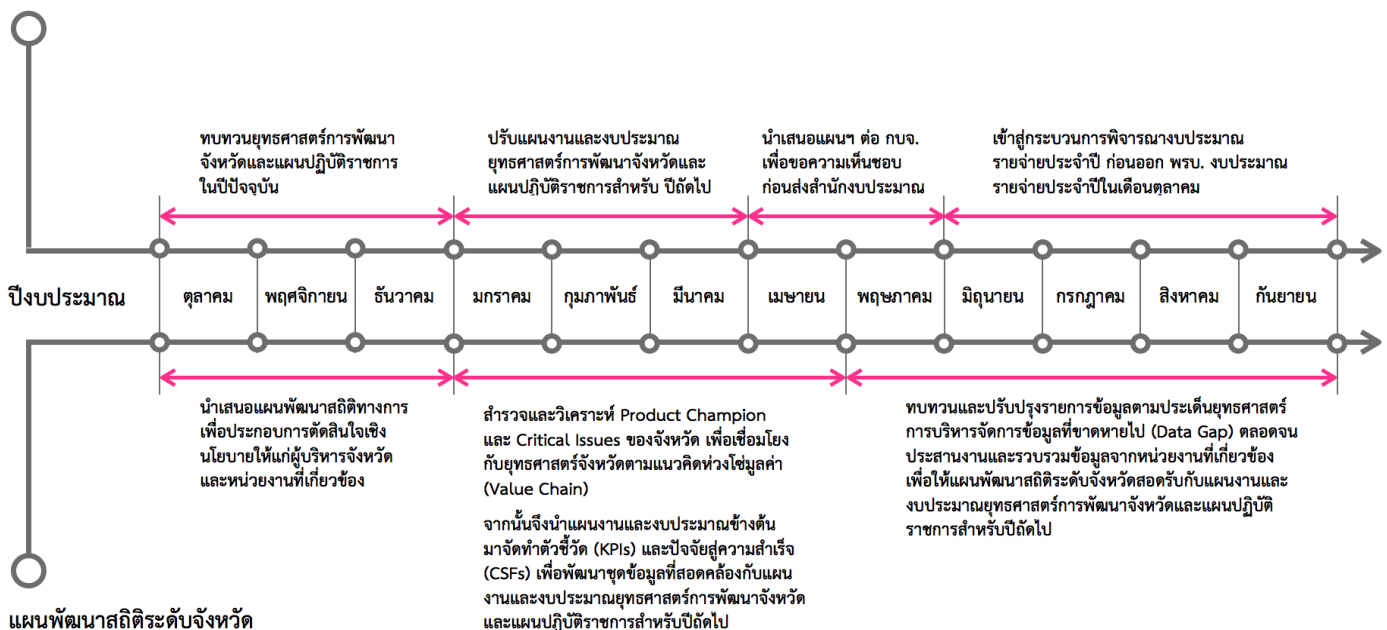 ทบทวนยุทธศาสตร์การพัฒนา
จังหวัดและแผนปฏิบัติราชการ
ในปีปัจจุบัน
ปรับแผนงานและงบประมาณ
ยุทธศาสตร์การพัฒนาจังหวัดและ
แผนปฏิบัติราชการสำหรับ ปีถัดไป
นำเสนอแผนฯ ต่อ กบจ.
เพื่อขอความเห็นชอบ
ก่อนส่งสำนักงบประมาณ
เข้าสู่กระบวนการพิจารณางบประมาณ
รายจ่ายประจำปี ก่อนออก พรบ. งบประมาณ
รายจ่ายประจำปีในเดือนตุลาคม
ปีงบประมาณ
ตุลาคม
พฤศจิกายน
ธันวาคม
มกราคม
กุมภาพันธ์
มีนาคม
เมษายน
พฤษภาคม
มิถุนายน
กรกฎาคม
สิงหาคม
กันยายน
นำเสนอแผนพัฒนาสถิติทางการ
เพื่อประกอบการตัดสินใจเชิง
นโยบายให้แก่ผู้บริหารจังหวัด
และหน่วยงานที่เกี่ยวข้อง
สำรวจและวิเคราะห์ Product Champion
และ Critical Issues ของจังหวัด เพื่อเชื่อมโยง
กับยุทธศาสตร์จังหวัดตามแนวคิดห่วงโซ่มูลค่า
(Value Chain)
จากนั้นจึงนำแผนงานและงบประมาณข้างต้น
มาจัดทำตัวชี้วัด (KPIs) และปัจจัยสู่ความสำเร็จ
(CSFs) เพื่อพัฒนาชุดข้อมูลที่สอดคล้องกับแผน
งานและงบประมาณยุทธศาสตร์การพัฒนาจังหวัด
และแผนปฏิบัติราชการสำหรับปีถัดไป
ทบทวนและปรับปรุงรายการข้อมูลตามประเด็นยุทธศาสตร์
การบริหารจัดการข้อมูลที่ขาดหายไป (Data Gap) ตลอดจน
ประสานงานและรวบรวมข้อมูลจากหน่วยงานที่เกี่ยวข้อง
เพื่อให้แผนพัฒนาสถิติระดับจังหวัดสอดรับกับแผนงานและ
งบประมาณยุทธศาสตร์การพัฒนาจังหวัดและแผนปฏิบัติ
ราชการสำหรับปีถัดไป
แผนพัฒนาสถิติระดับจังหวัด